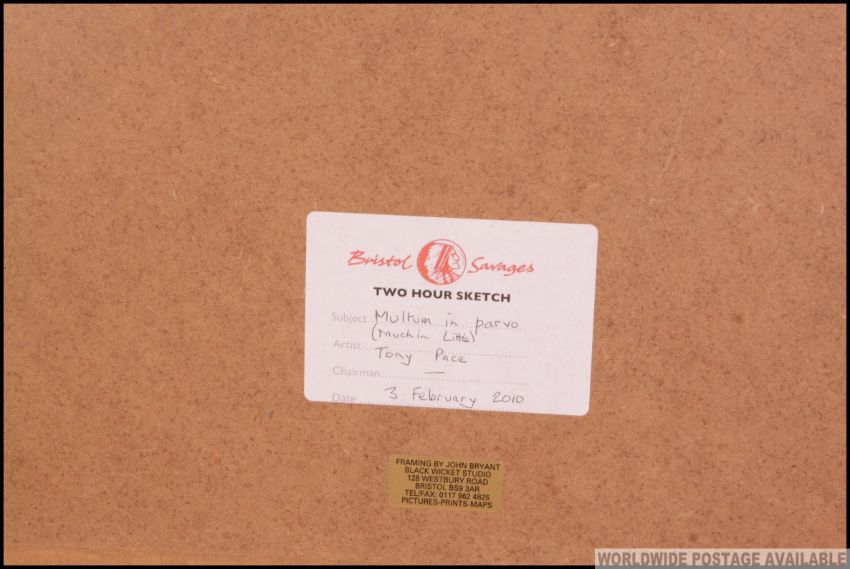 Bristol Savages
TWO HOUR SKETCH
Subject Multum in parvo
(Much in Little)
Artist Tony Pace
Chairman —
Date 3 February 2010
FRAMING BY JOHN BRYANT
BLACK WICKET STUDIO
128 WESTBURY ROAD
BRISTOL BS9 3AR
TEL/FAX: 0117 962 4825
PICTURES-PRINTS-MAPS
WORLDWIDE POSTAGE AVAILABLE